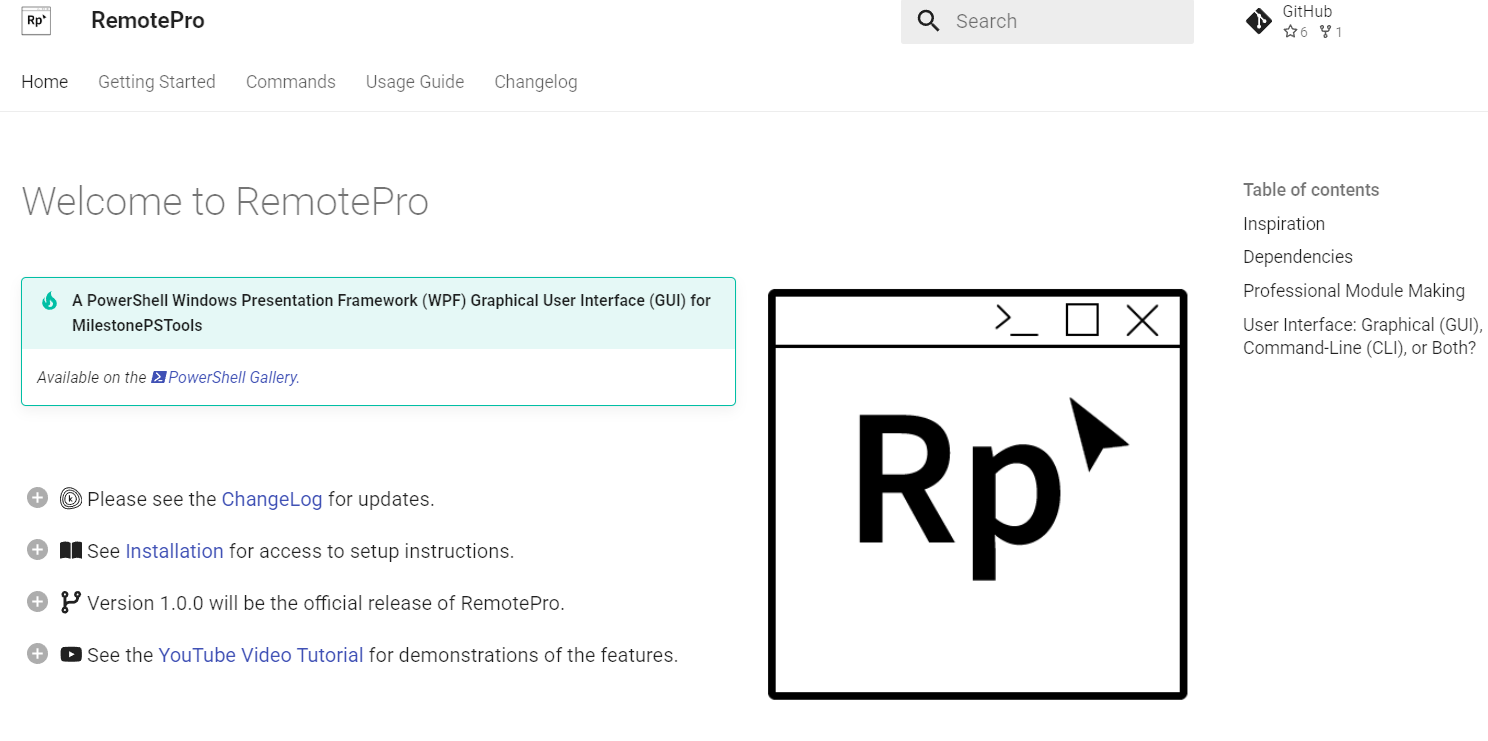 Rp
RemotePro
Search
GitHub
6 1
Home Getting Started Commands Usage Guide Changelog
Welcome to RemotePro
A PowerShell Windows Presentation Framework (WPF) Graphical User Interface (GUI) for
MilestonePSTools
Available on the PowerShell Gallery.
Please see the ChangeLog for updates.
See Installation for access to setup instructions.
Version 1.0.0 will be the official release of RemotePro.
See the YouTube Video Tutorial for demonstrations of the features.
>_
Rp
Table of contents
Inspiration
Dependencies
Professional Module Making
User Interface: Graphical (GUI),
Command-Line (CLI), or Both?